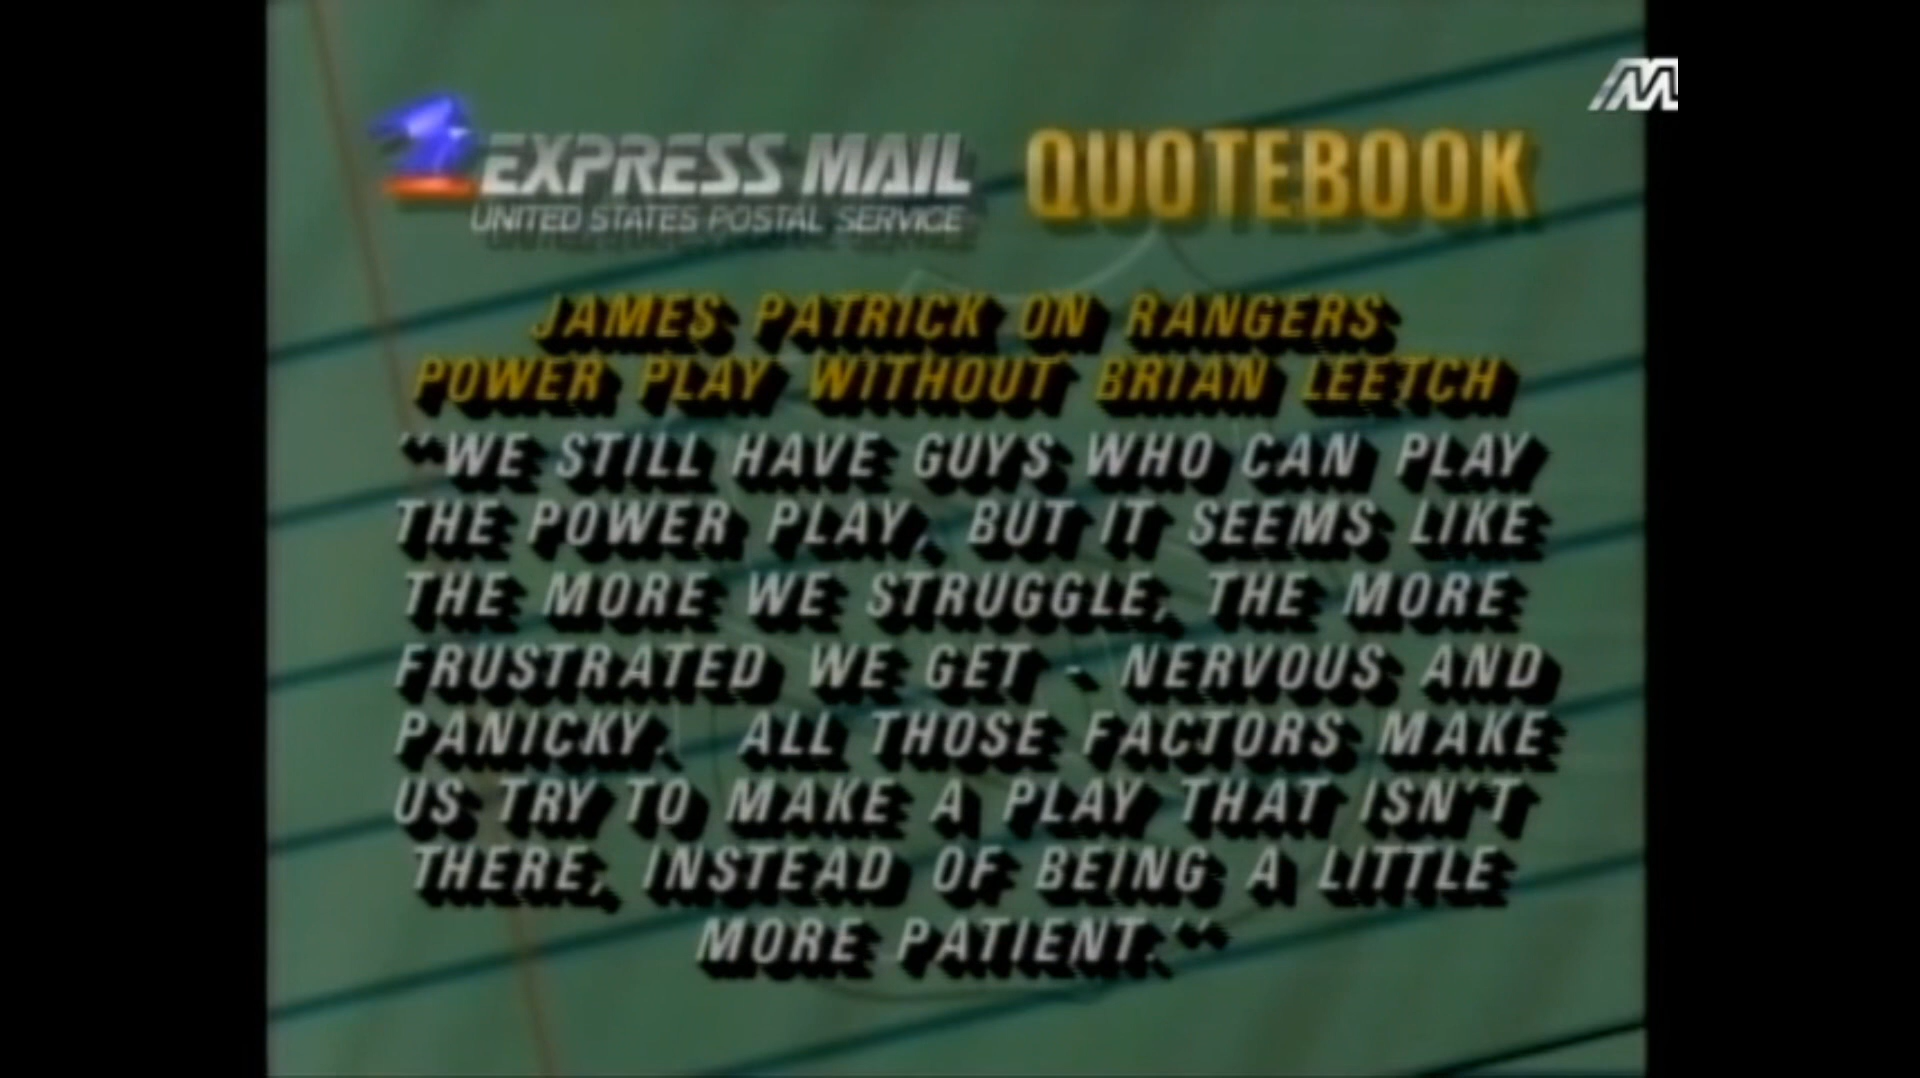 M
EXPRESS MAIL QUOTEBOOK
UNITED STATES POSTAL SERVICE
JAMES PATRICK ON RANGERS
POWER PLAY WITHOUT BRIAN LEETCH
“WE STILL HAVE GUYS WHO CAN PLAY
THE POWER PLAY, BUT IT SEEMS LIKE
THE MORE WE STRUGGLE, THE MORE
FRUSTRATED WE GET - NERVOUS AND
PANICKY. ALL THOSE FACTORS MAKE
US TRY TO MAKE A PLAY THAT ISN'T
THERE, INSTEAD OF BEING A LITTLE
MORE PATIENT.“